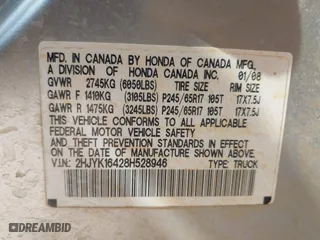 MFD. IN CANADA BY HONDA OF CANADA MFG.,
A DIVISION OF HONDA CANADA INC. 01/08
GVWR 2745KG (6050LBS) TIRE SIZE RIM SIZE
GAWR F 1410KG (3105LBS) P245/65R17 105T 17X7.5J
GAWR R 1475KG (3245LBS) P245/65R17 105T 17X7.5J
THIS VEHICLE CONFORMS TO ALL APPLICABLE
FEDERAL MOTOR VEHICLE SAFETY STANDARDS IN EFFECT
ON THE DATE OF MANUFACTURE SHOWN ABOVE.
V.I.N: 2HJYK16428H528946 TYPE: TRUCK
DREAMBID